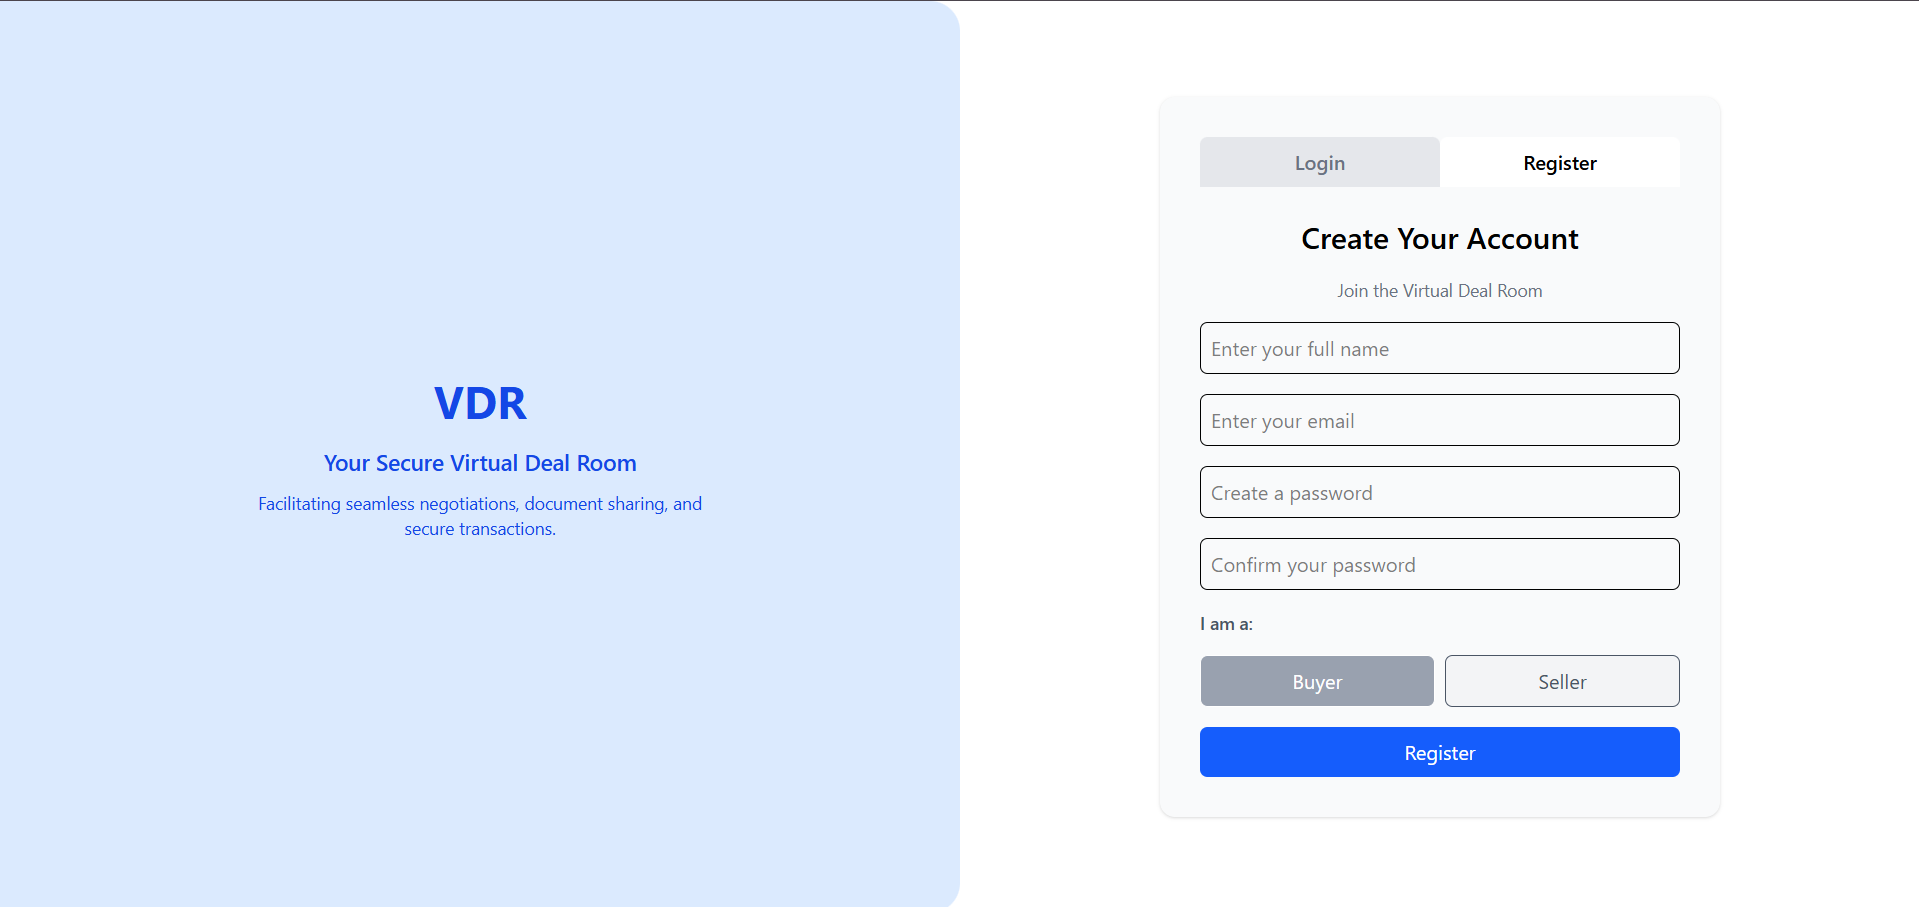 VDR
Your Secure Virtual Deal Room
Facilitating seamless negotiations, document sharing, and
secure transactions.
Login
Register
Create Your Account
Join the Virtual Deal Room
Enter your full name
Enter your email
Create a password
Confirm your password
I am a:
Buyer
Seller
Register